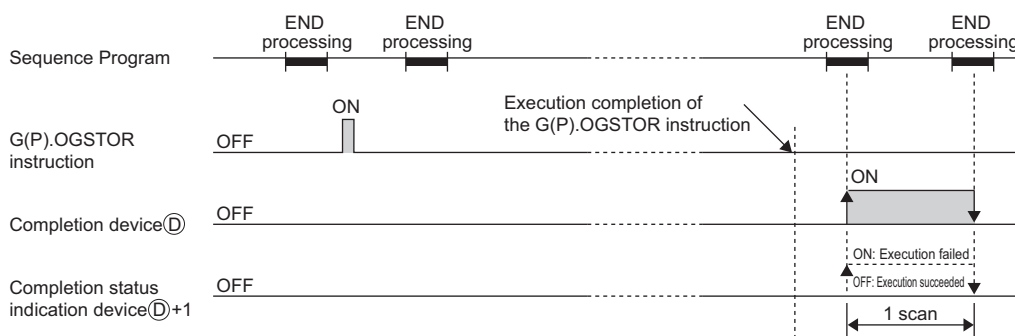 END
processing
END
processing
END
processing
END
processing
Sequence Program
ON
Execution completion of
the G(P).OGSTOR instruction
G(P).OGSTOR
instruction
OFF
ON
Completion device Ⓓ
OFF
ON: Execution failed
Completion status
indication device Ⓓ+1
OFF
OFF: Execution succeeded
1 scan